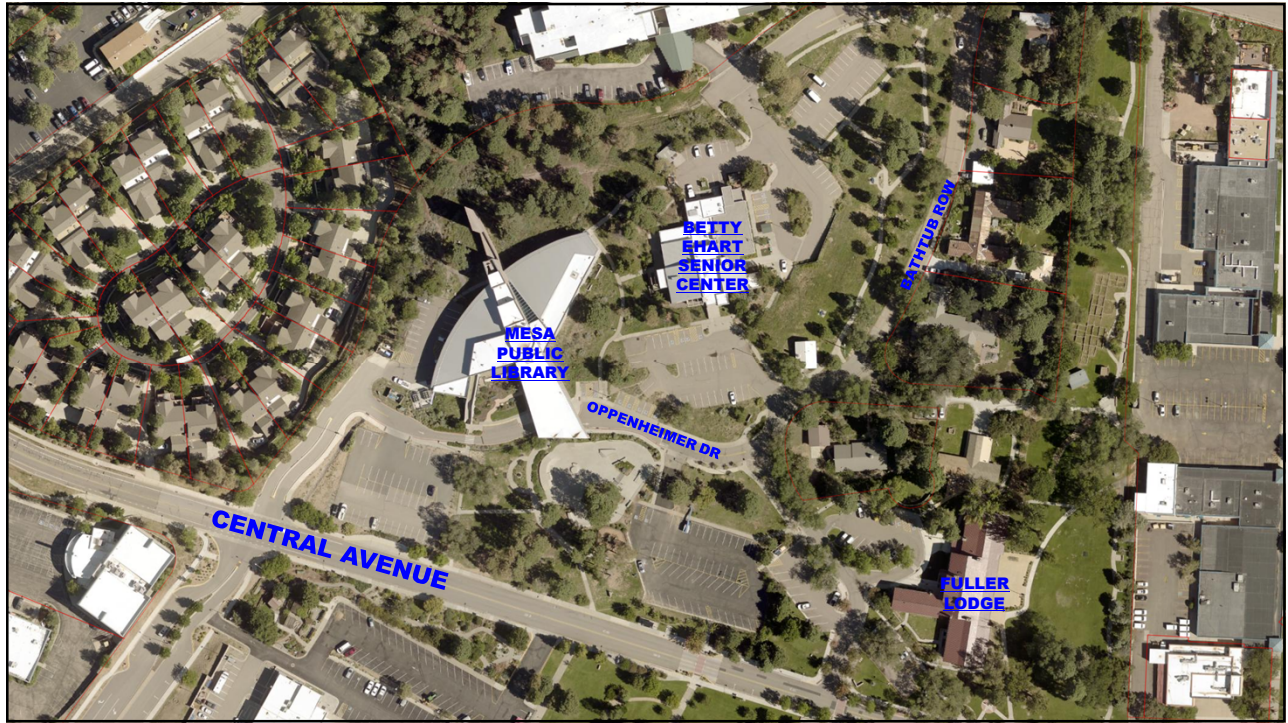 BATHTUB ROW
BETTY
EHART
SENIOR
CENTER
MESA
PUBLIC
LIBRARY
OPPENHEIMER DR
CENTRAL AVENUE
FULLER
LODGE